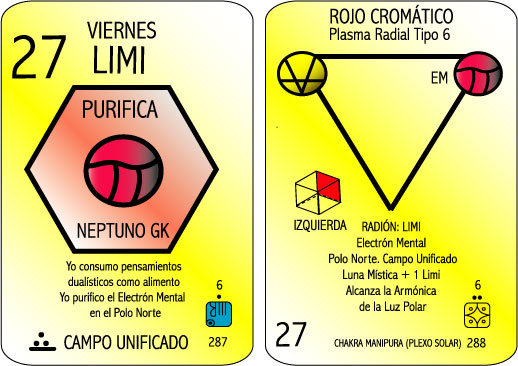 27
VIERNES
LIMI
PURIFICA
NEPTUNO GK
Yo consumo pensamientos
dualísticos como alimento
Yo purifico el Electrón Mental
en el Polo Norte
6
CAMPO UNIFICADO
287
ROJO CROMÁTICO
Plasma Radial Tipo 6
EM
IZQUIERDA
RADIÓN: LIMI
Electrón Mental
Polo Norte. Campo Unificado
Luna Mística + 1 Limi
Alcanza la Armónica
de la Luz Polar
6
27
CHAKRA MANIPURA (PLEXO SOLAR) 288